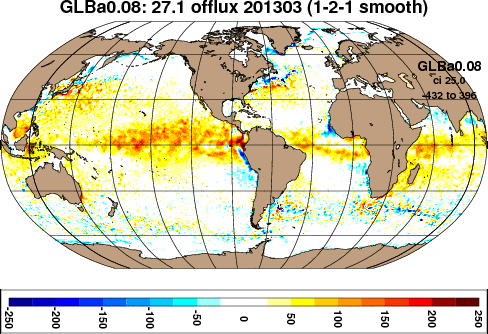 GLBa0.08: 27.1 offlux 201303 (1-2-1 smooth)
GLBa0.08
ci 25.0
-432 to 396
-250 -200 -150 -100 -50 0 50 100 150 200 250